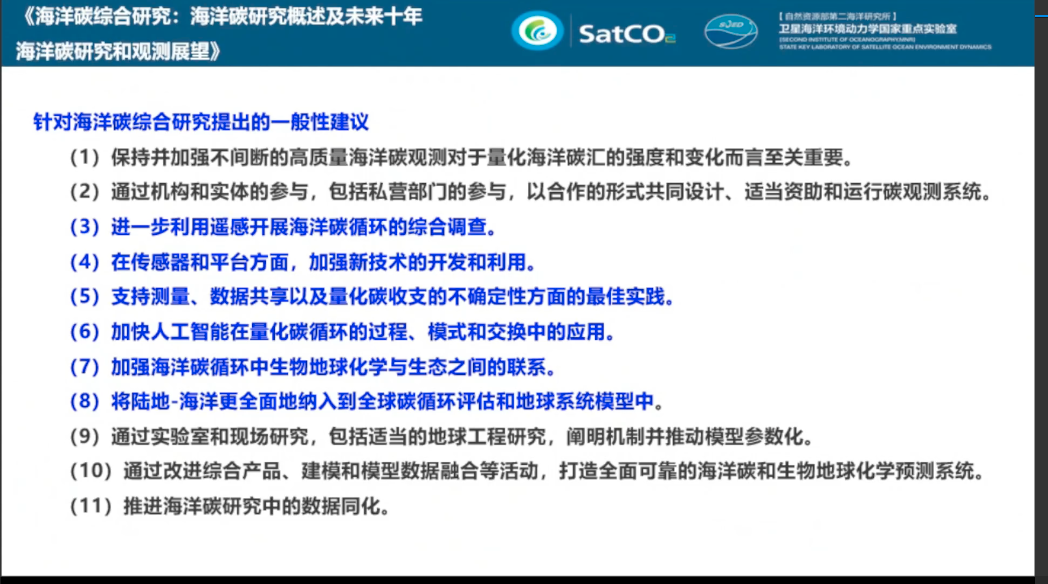 《海洋碳综合研究：海洋碳研究概述及未来十年
海洋碳研究和观测展望》
SatCO2
SOED
【自然资源部第二海洋研究所】
卫星海洋环境动力学国家重点实验室
(SECOND INSTITUTE OF OCEANOGRAPHY,MNR)
STATE KEY LABORATORY OF SATELLITE OCEAN ENVIRONMENT DYNAMICS
针对海洋碳综合研究提出的一般性建议
（1）保持并加强不间断的高质量海洋碳观测对于量化海洋碳汇的强度和变化而言至关重要。
（2）通过机构和实体的参与，包括私营部门的参与，以合作的形式共同设计、适当资助和运行碳观测系统。
（3）进一步利用遥感开展海洋碳循环的综合调查。
（4）在传感器和平台方面，加强新技术的开发和利用。
（5）支持测量、数据共享以及量化碳收支的不确定性方面的最佳实践。
（6）加快人工智能在量化碳循环的过程、模式和交换中的应用。
（7）加强海洋碳循环中生物地球化学与生态之间的联系。
（8）将陆地-海洋更全面地纳入到全球碳循环评估和地球系统模型中。
（9）通过实验室和现场研究，包括适当的地球工程研究，阐明机制并推动模型参数化。
（10）通过改进综合产品、建模和模型数据融合等活动，打造全面可靠的海洋碳和生物地球化学预测系统。
（11）推进海洋碳研究中的数据同化。